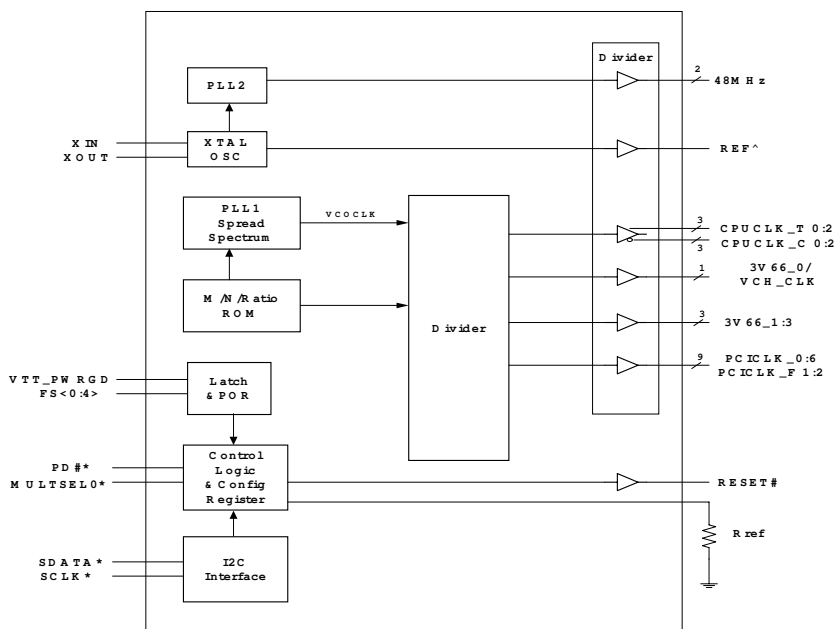 Divider
PLL2
2
48MHz
XIN
XOUT
XTAL
OSC
REF^
PLL1
Spread
Spectrum
VCOCLK
3
CPUCLK_T 0:2
CPUCLK_C 0:2
3
M/N/Ratio
ROM
Divider
1
3V66_0/
VCH_CLK
3
3V66_1:3
9
PCICLK_0:6
PCICLK_F 1:2
VTT_PWRGD
FS<0:4>
Latch
& POR
PD#*
MULTSEL0*
Control
Logic
& Config
Register
RESET#
Rref
SDATA*
SCLK*
I2C
Interface